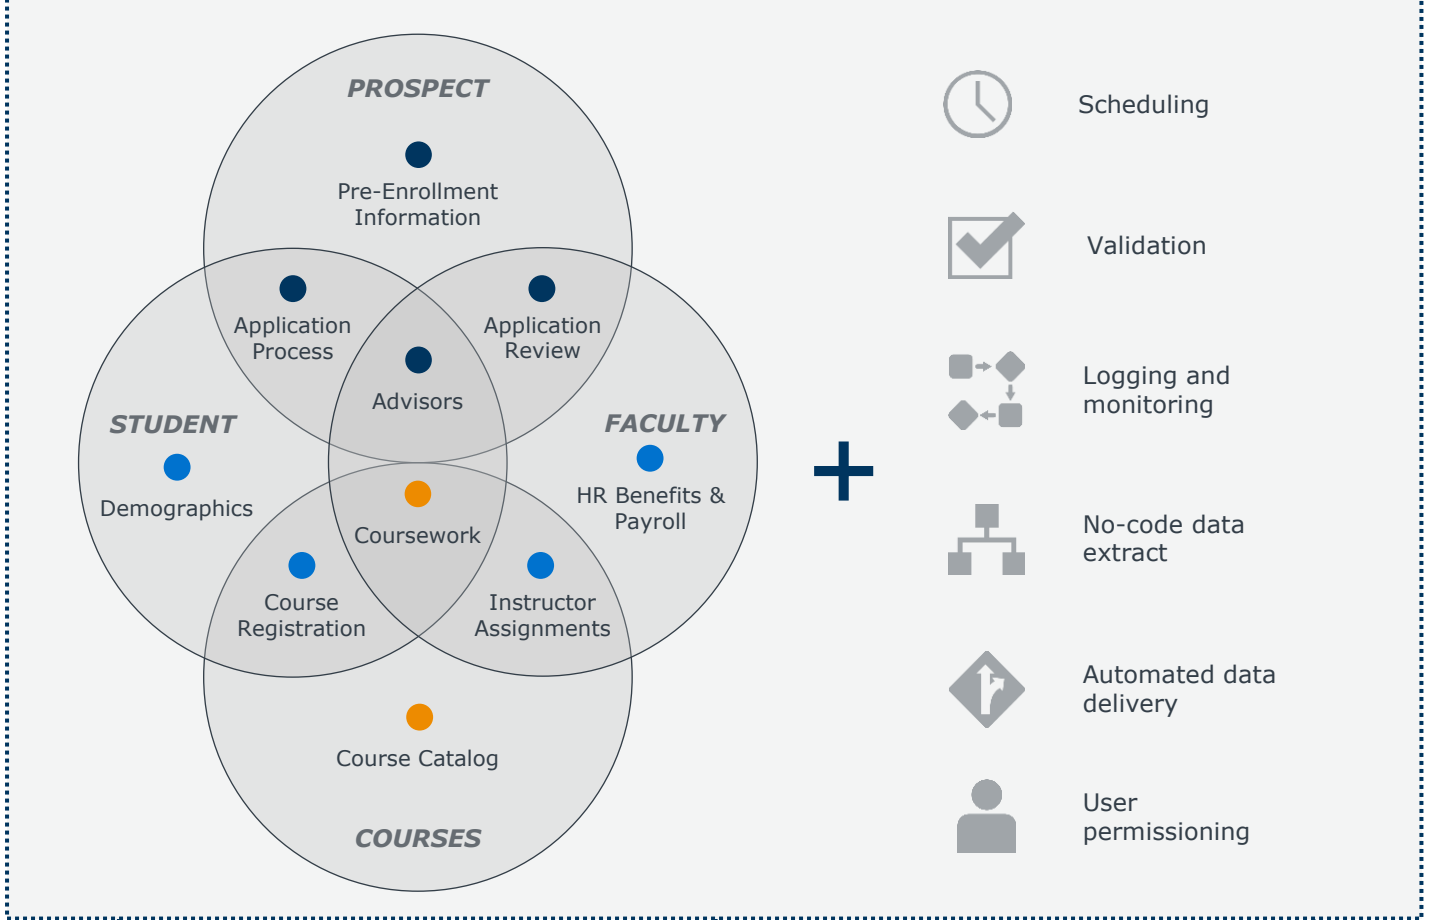 PROSPECT
Pre-Enrollment
Information
Application
Process
Application
Review
Advisors
STUDENT
Demographics
FACULTY
HR Benefits &
Payroll
Coursework
Course
Registration
Instructor
Assignments
Course Catalog
COURSES
+
Scheduling
Validation
Logging and
monitoring
No-code data
extract
Automated data
delivery
User
permissioning